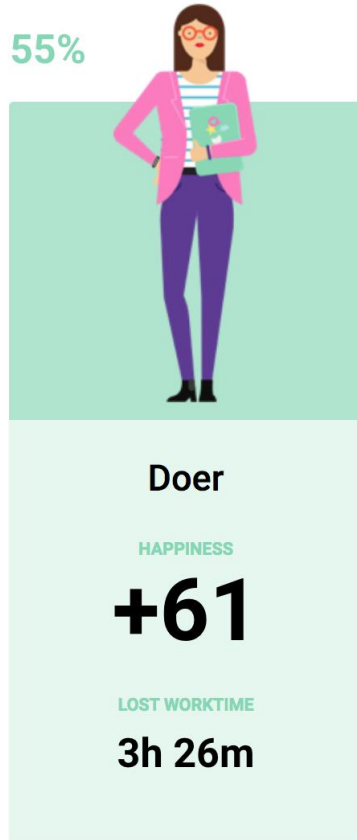 55%
Doer
HAPPINESS
+61
LOST WORKTIME
3h 26m